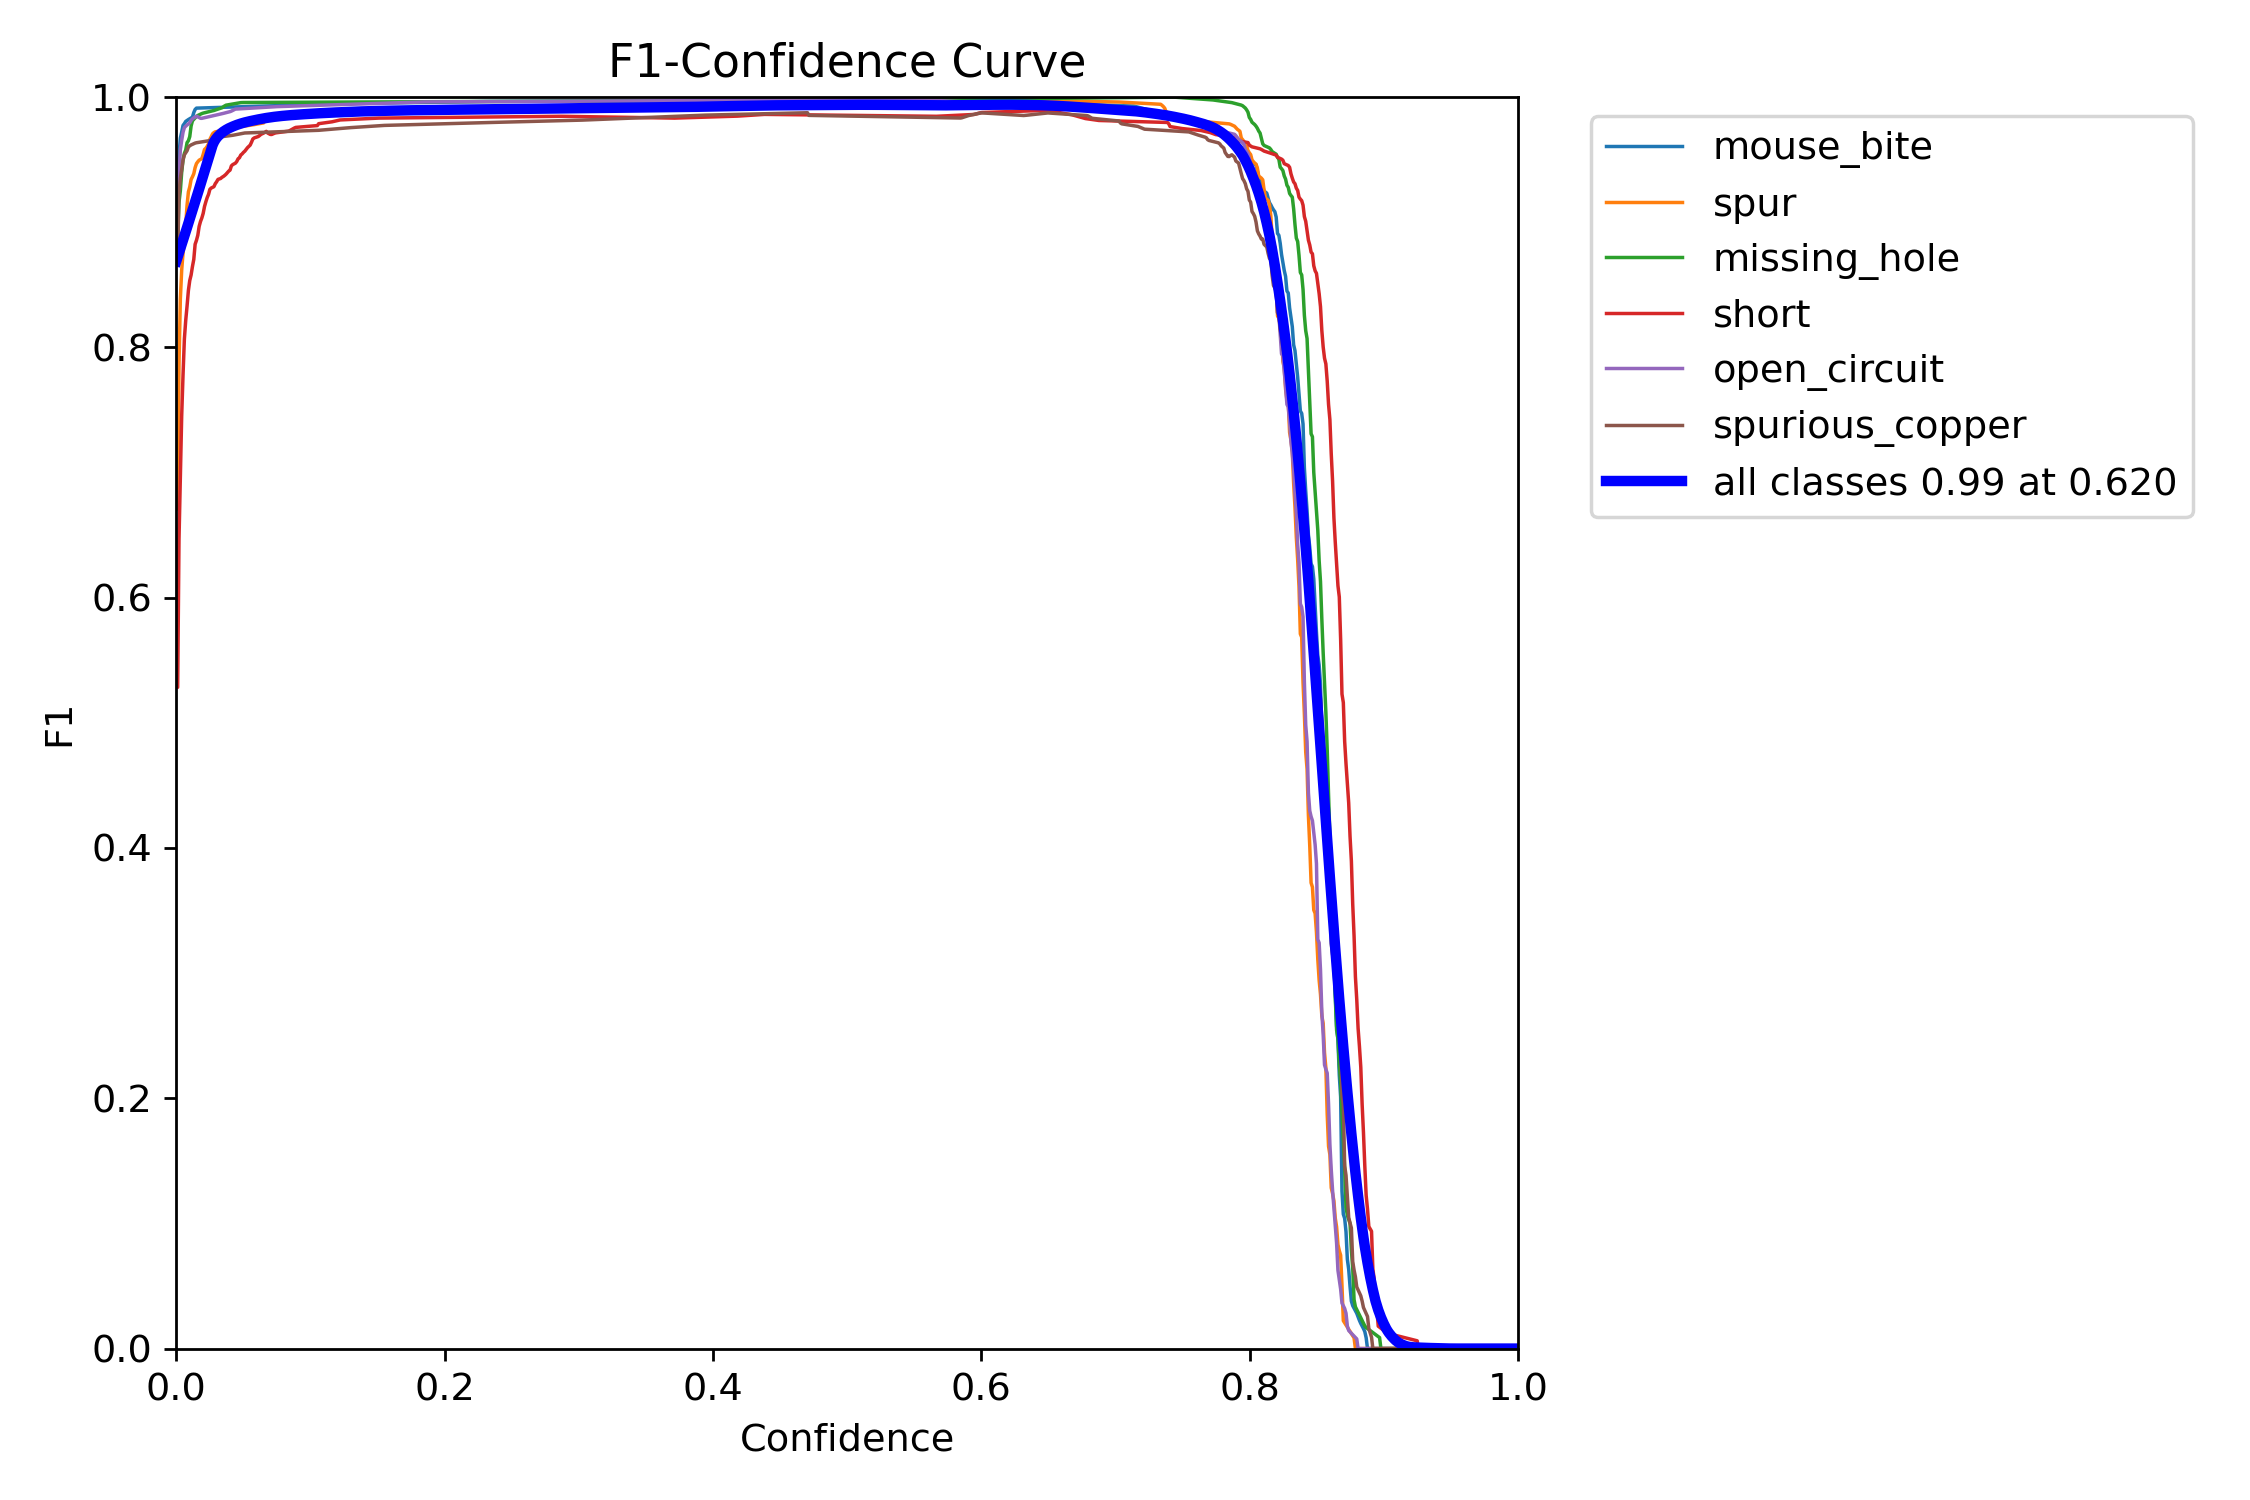 F1-Confidence Curve
1.0
0.8
0.6
0.4
0.2
0.0
F1
0.0 0.2 0.4 0.6 0.8 1.0
Confidence
mouse_bite
spur
missing_hole
short
open_circuit
spurious_copper
all classes 0.99 at 0.620